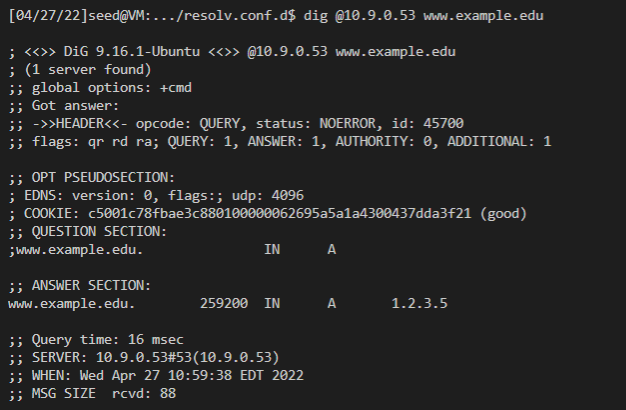 [04/27/22]seed@VM:.../resolv.conf.d$ dig @10.9.0.53 www.example.edu

; <<>> DiG 9.16.1-Ubuntu <<>> @10.9.0.53 www.example.edu
; (1 server found)
;; global options: +cmd
;; Got answer:
;; ->>HEADER<<- opcode: QUERY, status: NOERROR, id: 45700
;; flags: qr rd ra; QUERY: 1, ANSWER: 1, AUTHORITY: 0, ADDITIONAL: 1

;; OPT PSEUDOSECTION:
; EDNS: version: 0, flags:; udp: 4096
; COOKIE: c5001c78fbae3c880100000062695a5a1a4300437dda3f21 (good)
;; QUESTION SECTION:
;www.example.edu.               IN      A

;; ANSWER SECTION:
www.example.edu.        259200  IN      A       1.2.3.5

;; Query time: 16 msec
;; SERVER: 10.9.0.53#53(10.9.0.53)
;; WHEN: Wed Apr 27 10:59:38 EDT 2022
;; MSG SIZE  rcvd: 88